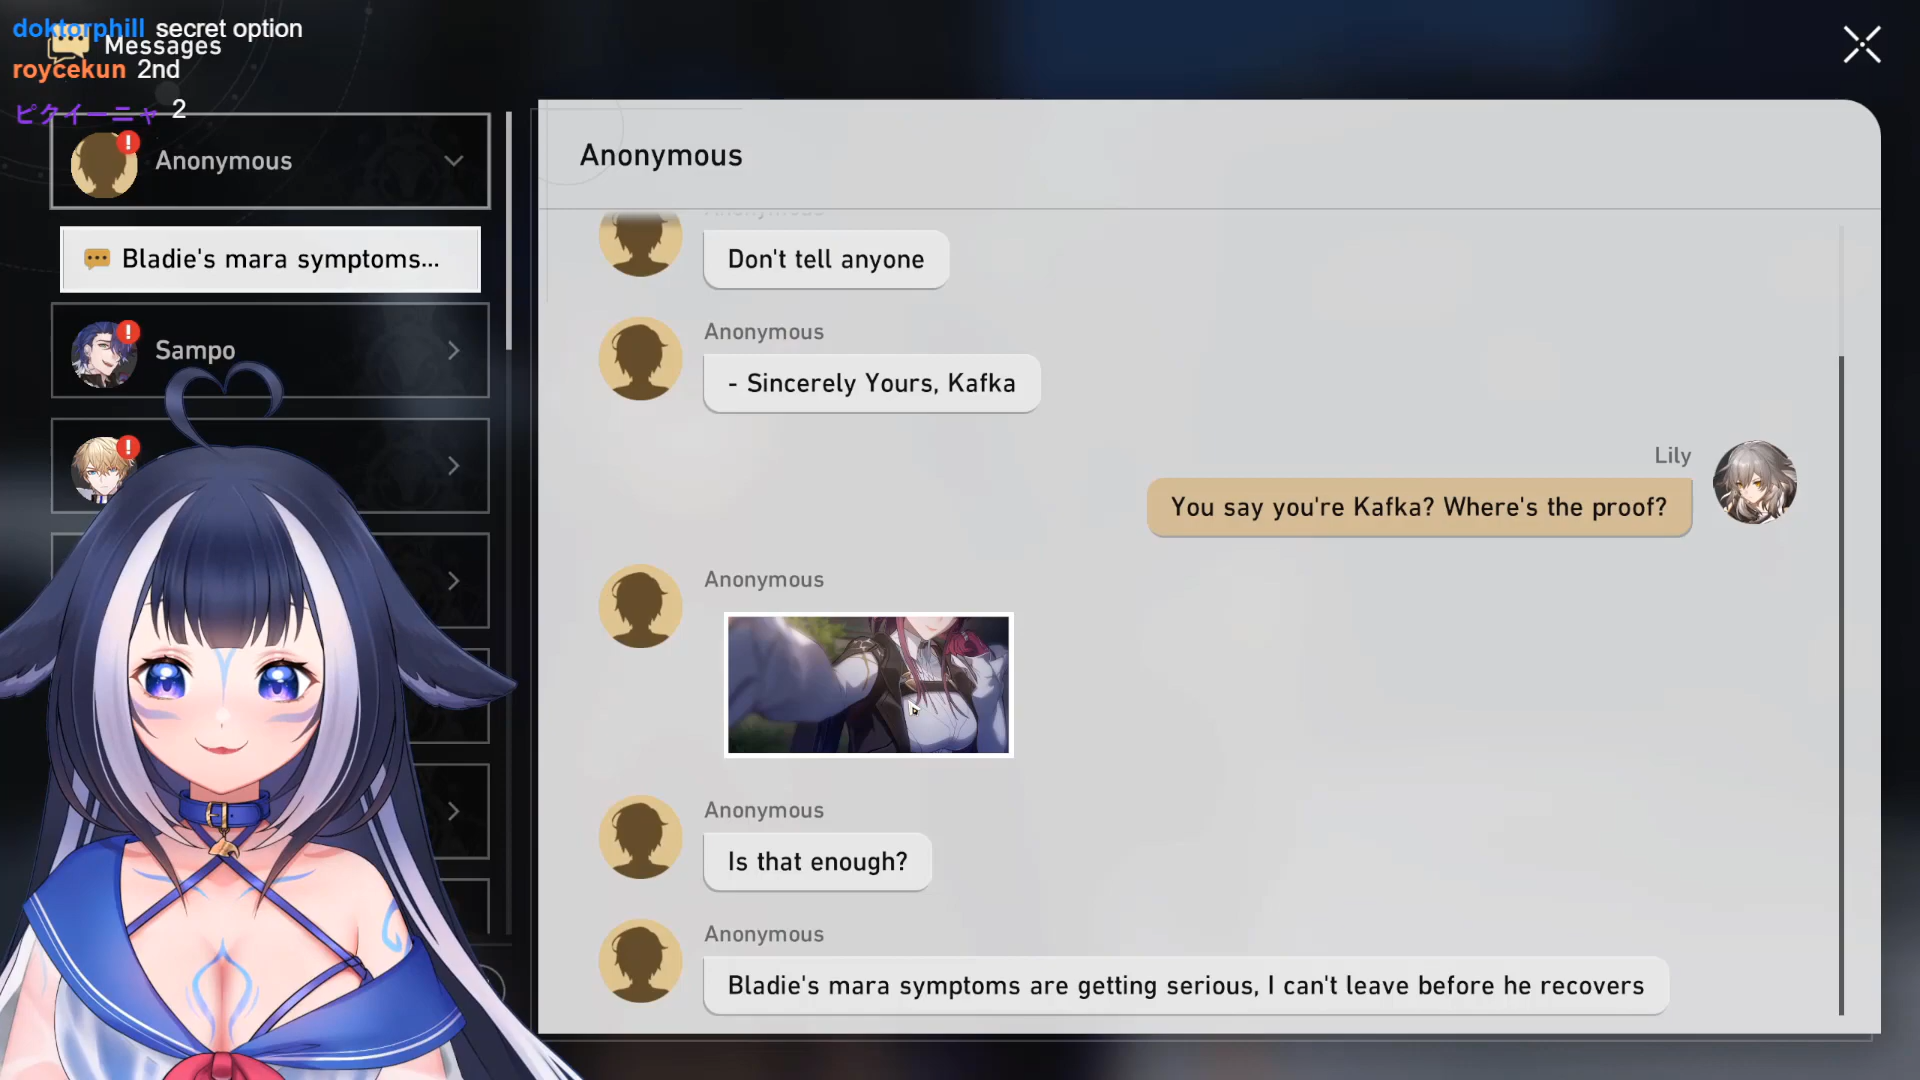 doktorphill secret option
Messages
roycekun 2nd
ピクイーニャ 2
Anonymous
Bladie's mara symptoms...
Sampo
Anonymous
Anonymous
Don't tell anyone
Anonymous
- Sincerely Yours, Kafka
Lily
You say you're Kafka? Where's the proof?
Anonymous
Anonymous
Is that enough?
Anonymous
Bladie's mara symptoms are getting serious, I can't leave before he recovers